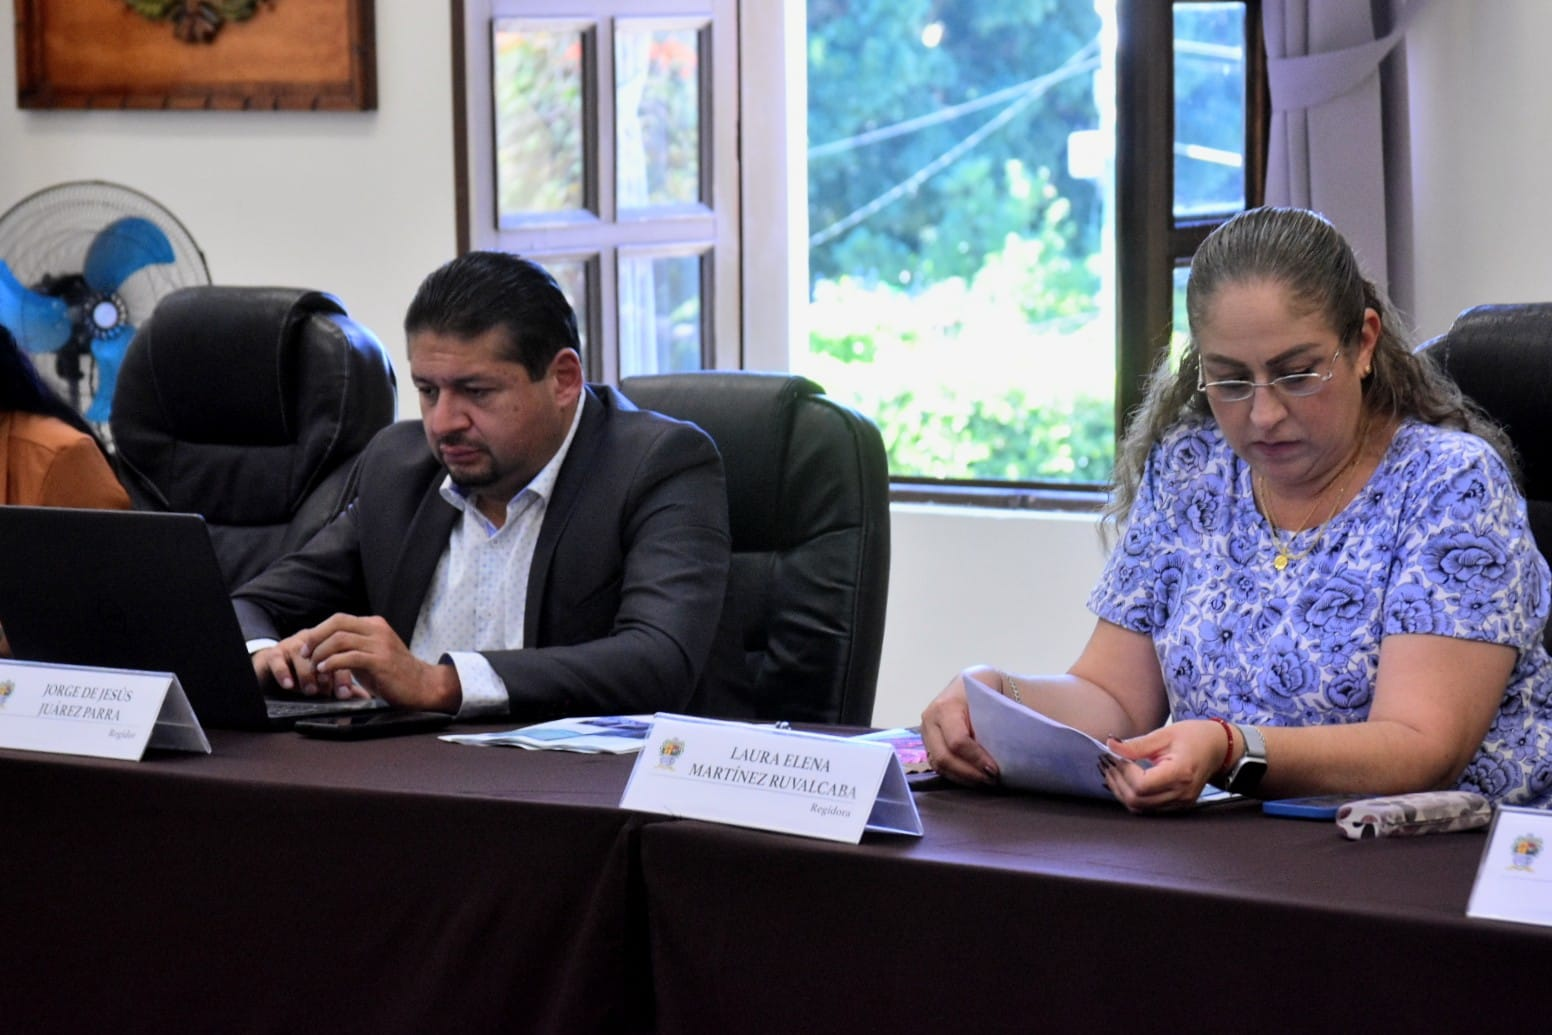 JORGE DE JESÚS
JUÁREZ PARRA
Regidor
LAURA ELENA
MARTÍNEZ RUVALCABA
Regidora